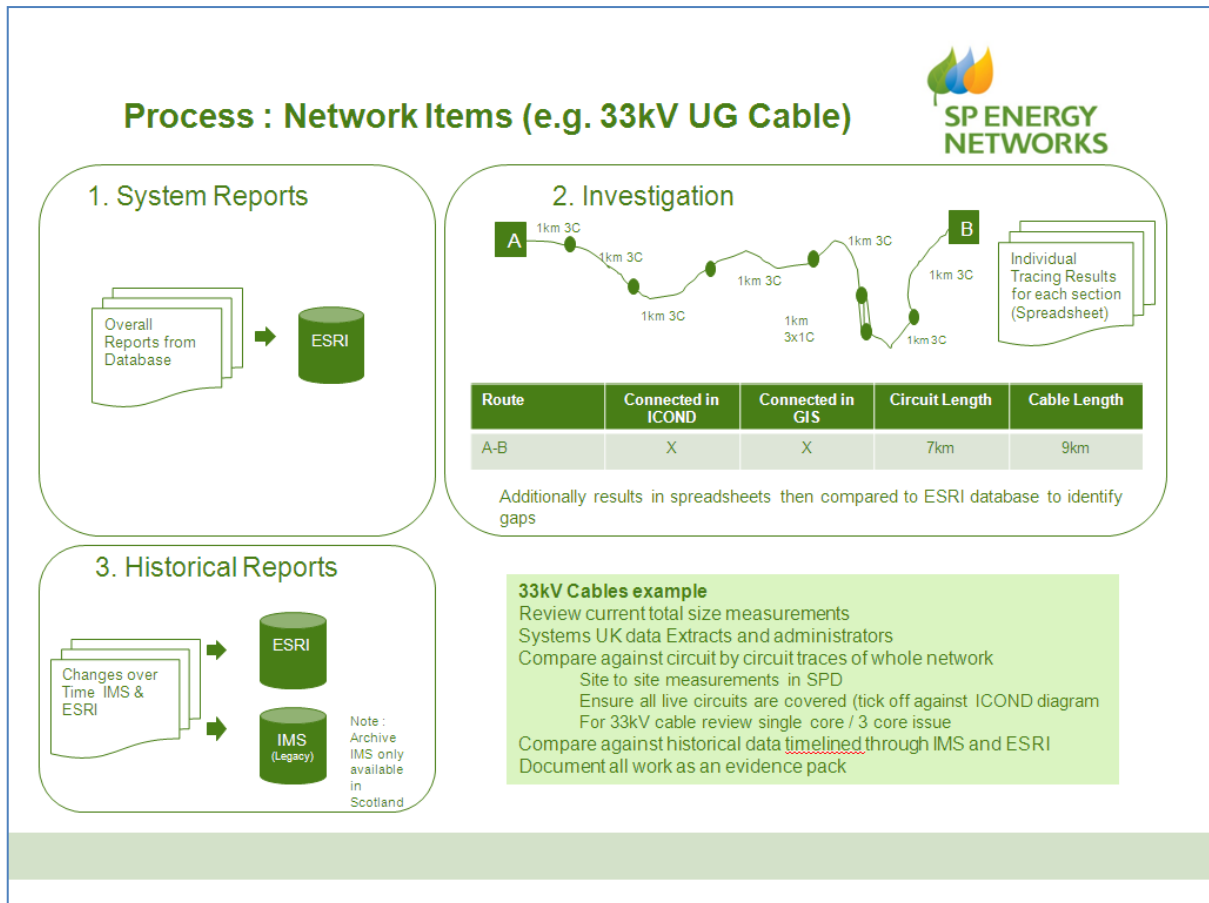 Process : Network Items (e.g. 33kV UG Cable)
SP ENERGY
NETWORKS
1. System Reports
Overall
Reports from
Database
ESRI
2. Investigation
A
1km 3C
1km 3C
1km 3C
1km 3C
1km 3C
1km
3x1C
1km 3C
1km 3C
B
Individual
Tracing Results
for each section
(Spreadsheet)
Route Connected in ICOND Connected in GIS Circuit Length Cable Length
A-B X X 7km 9km
Additionally results in spreadsheets then compared to ESRI database to identify
gaps
3. Historical Reports
Changes over
Time IMS &
ESRI
ESRI
IMS
(Legacy)
Note :
Archive
IMS only
available
in
Scotland
33kV Cables example
Review current total size measurements
Systems UK data Extracts and administrators
Compare against circuit by circuit traces of whole network
Site to site measurements in SPD
Ensure all live circuits are covered (tick off against ICOND diagram
For 33kV cable review single core / 3 core issue
Compare against historical data timelined through IMS and ESRI
Document all work as an evidence pack